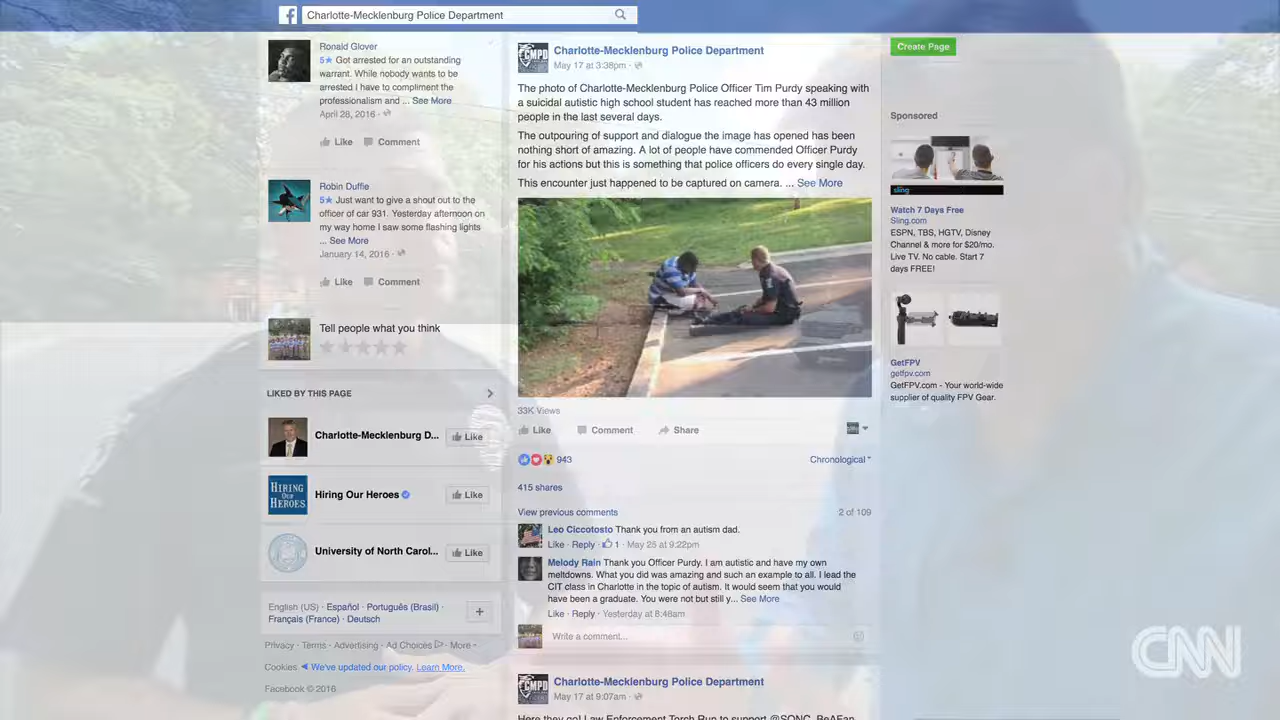 Charlotte-Mecklenburg Police Department
Ronald Glover
5★ Got arrested for an outstanding
warrant. While nobody wants to be
arrested I have to compliment the
professionalism and ... See More
April 26, 2016 ·
Like Comment
Robin Duffie
5★ Just want to give a shout out to the
officer of car 931. Yesterday afternoon on
my way home I saw some flashing lights
... See More
January 14, 2016 ·
Like Comment
Tell people what you think
LIKED BY THIS PAGE
Charlotte-Mecklenburg D...
Like
Hiring Our Heroes
Like
HIRING
OUR
HEROES
University of North Carol...
Like
English (US) · Español · Português (Brasil) ·
Français (France) · Deutsch
Privacy · Terms · Advertising · Ad Choices · More
Cookies We've updated our policy. Learn More.
Facebook © 2016
CMPD
Charlotte-Mecklenburg Police Department
May 17 at 3:38pm ·
The photo of Charlotte-Mecklenburg Police Officer Tim Purdy speaking with
a suicidal autistic high school student has reached more than 43 million
people in the last several days.
The outpouring of support and dialogue the image has opened has been
nothing short of amazing. A lot of people have commended Officer Purdy
for his actions but this is something that police officers do every single day.
This encounter just happened to be captured on camera. ... See More
33K Views
Like Comment Share
943
Chronological
415 shares
View previous comments
2 of 109
Leo Ciccotosto Thank you from an autism dad.
Like · Reply · 1 · May 25 at 9:22pm
Melody Rain Thank you Officer Purdy. I am autistic and have my own
meltdowns. What you did was amazing and such an example to all. I lead the
CIT class in Charlotte in the topic of autism. It would seem that you would
have been a graduate. You were not but still y... See More
Like · Reply · Yesterday at 8:46am
Write a comment...
CMPD
Charlotte-Mecklenburg Police Department
May 17 at 9:07am ·
Here they go! Law Enforcement Torch Run to support @SONC_BeAFan
Create Page
Sponsored
sling
Watch 7 Days Free
Sling.com
ESPN, TBS, HGTV, Disney
Channel & more for $20/mo.
Live TV. No cable. Start 7
days FREE!
GetFPV
getfpv.com
GetFPV.com - Your world-wide
supplier of quality FPV Gear.
CNN